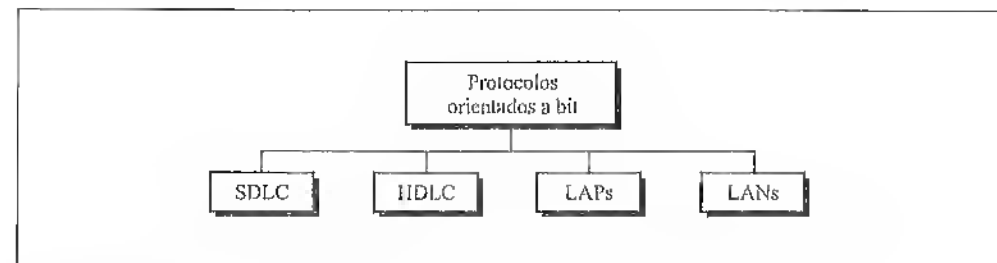 Protocolos
orientados a bit
SDLC
HDLC
LAPs
LANs